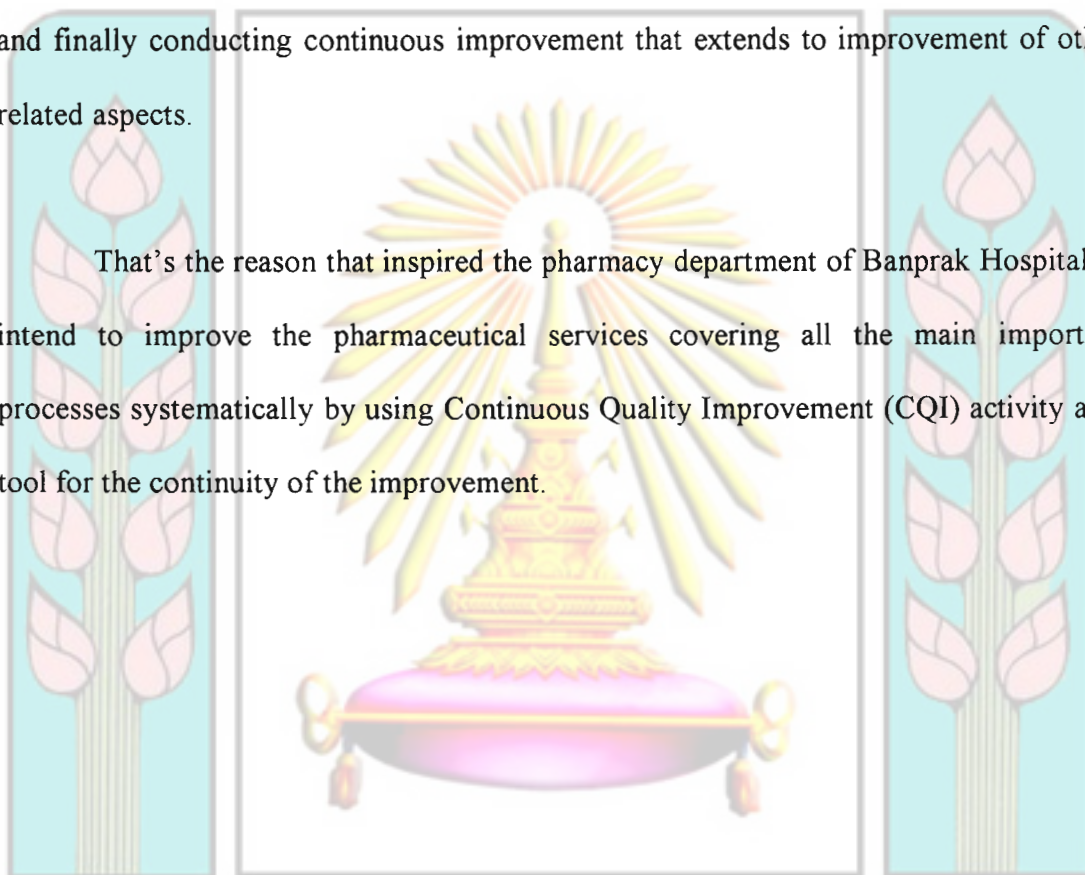 and finally conducting continuous improvement that extends to improvement of
related aspects.
That's the reason that inspired the pharmacy department of Banprak Hospital
intend to improve the pharmaceutical services covering all the main
processes systematically by using Continuous Quality Improvement (CQI) activity
tool for the continuity of the improvement.